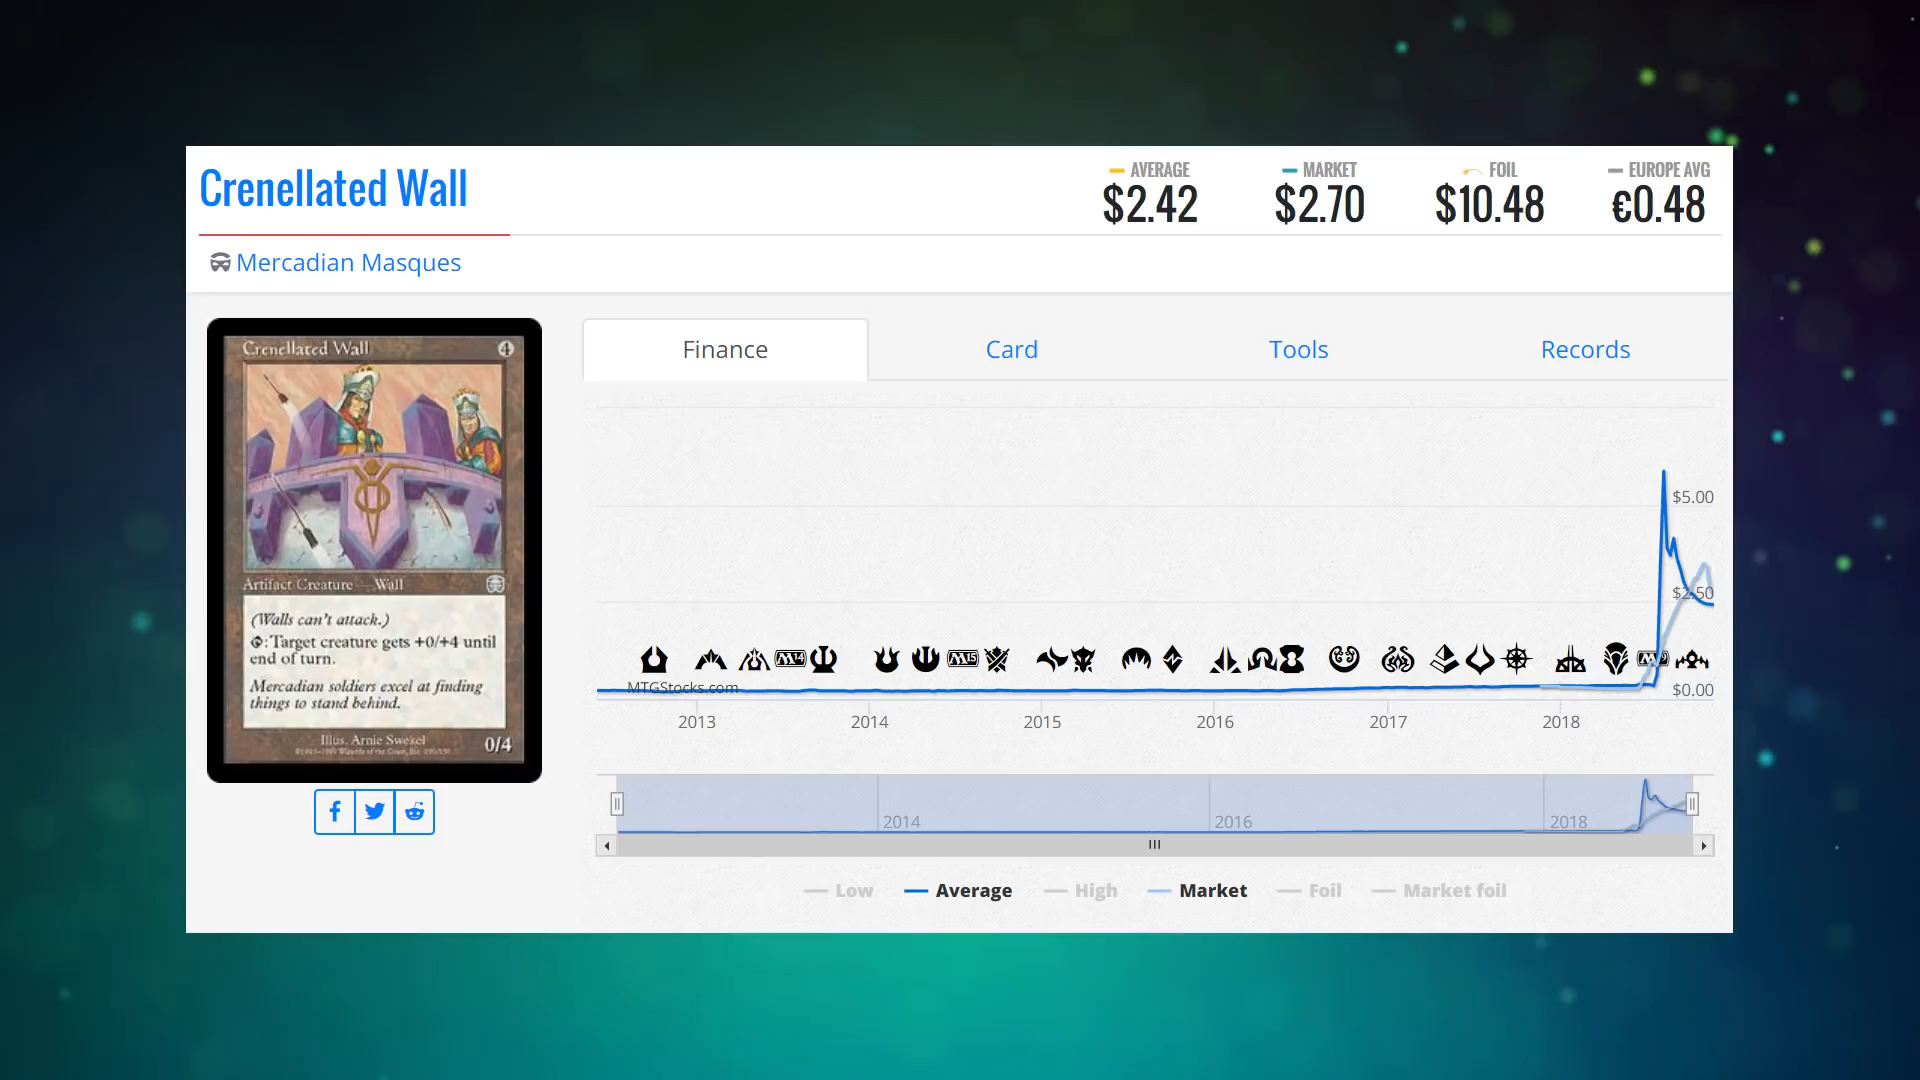 Crenellated Wall
AVERAGE
$2.42
MARKET
$2.70
FOIL
$10.48
EUROPE AVG
€0.48
Mercadian Masques
Crenellated Wall 4
Artifact Creature — Wall
(Walls can't attack.)
:Target creature gets +0/+4 until
end of turn.
Mercadian soldiers excel at finding
things to stand behind.
Illus. Arnie Swekel
0/4
Finance
Card
Tools
Records
$5.00
$2.50
$0.00
M14
M15
MTGStocks.com
2013
2014
2015
2016
2017
2018
2014
2016
2018
Low
Average
High
Market
Foil
Market foil